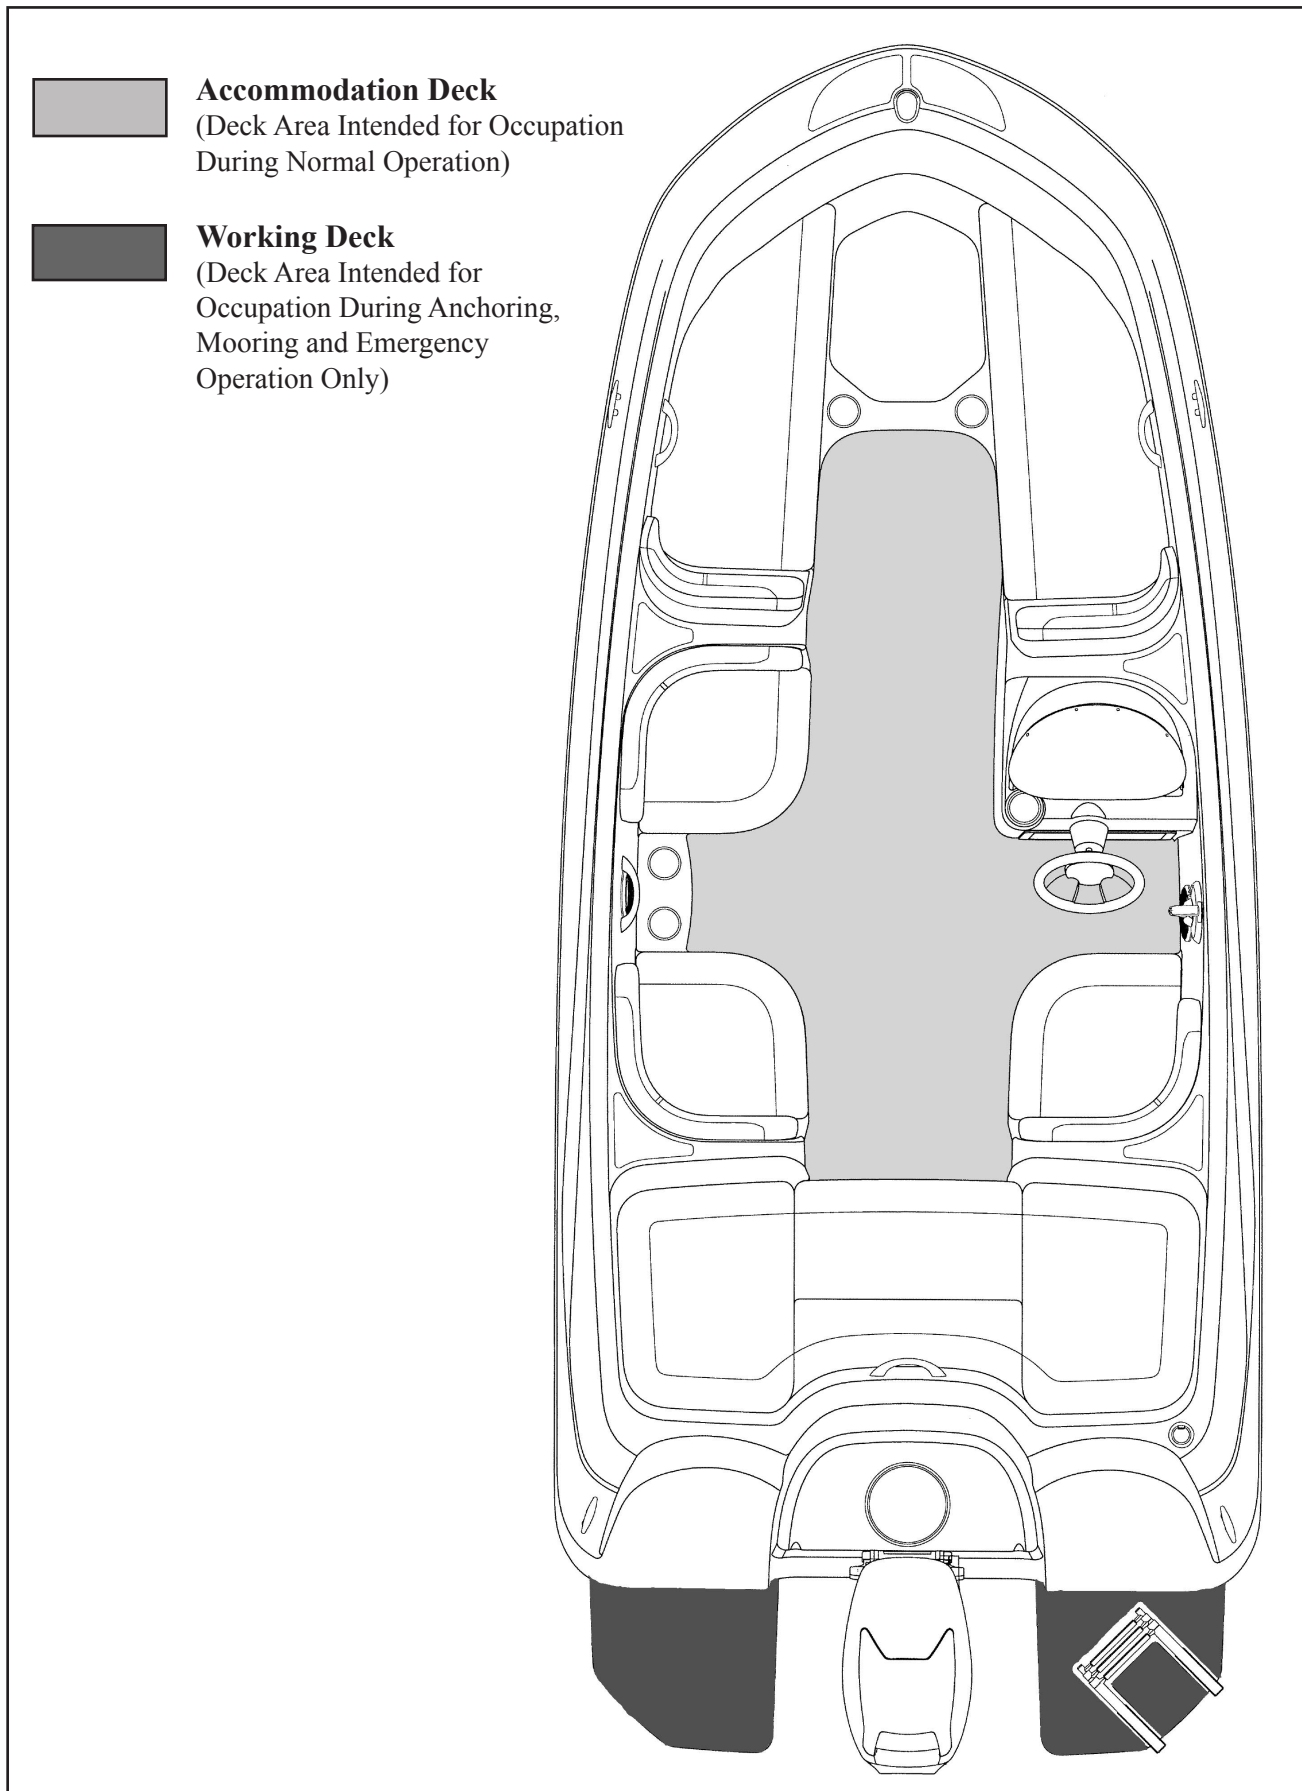 Accommodation Deck
(Deck Area Intended for Occupation
During Normal Operation)
Working Deck
(Deck Area Intended for
Occupation During Anchoring,
Mooring and Emergency
Operation Only)